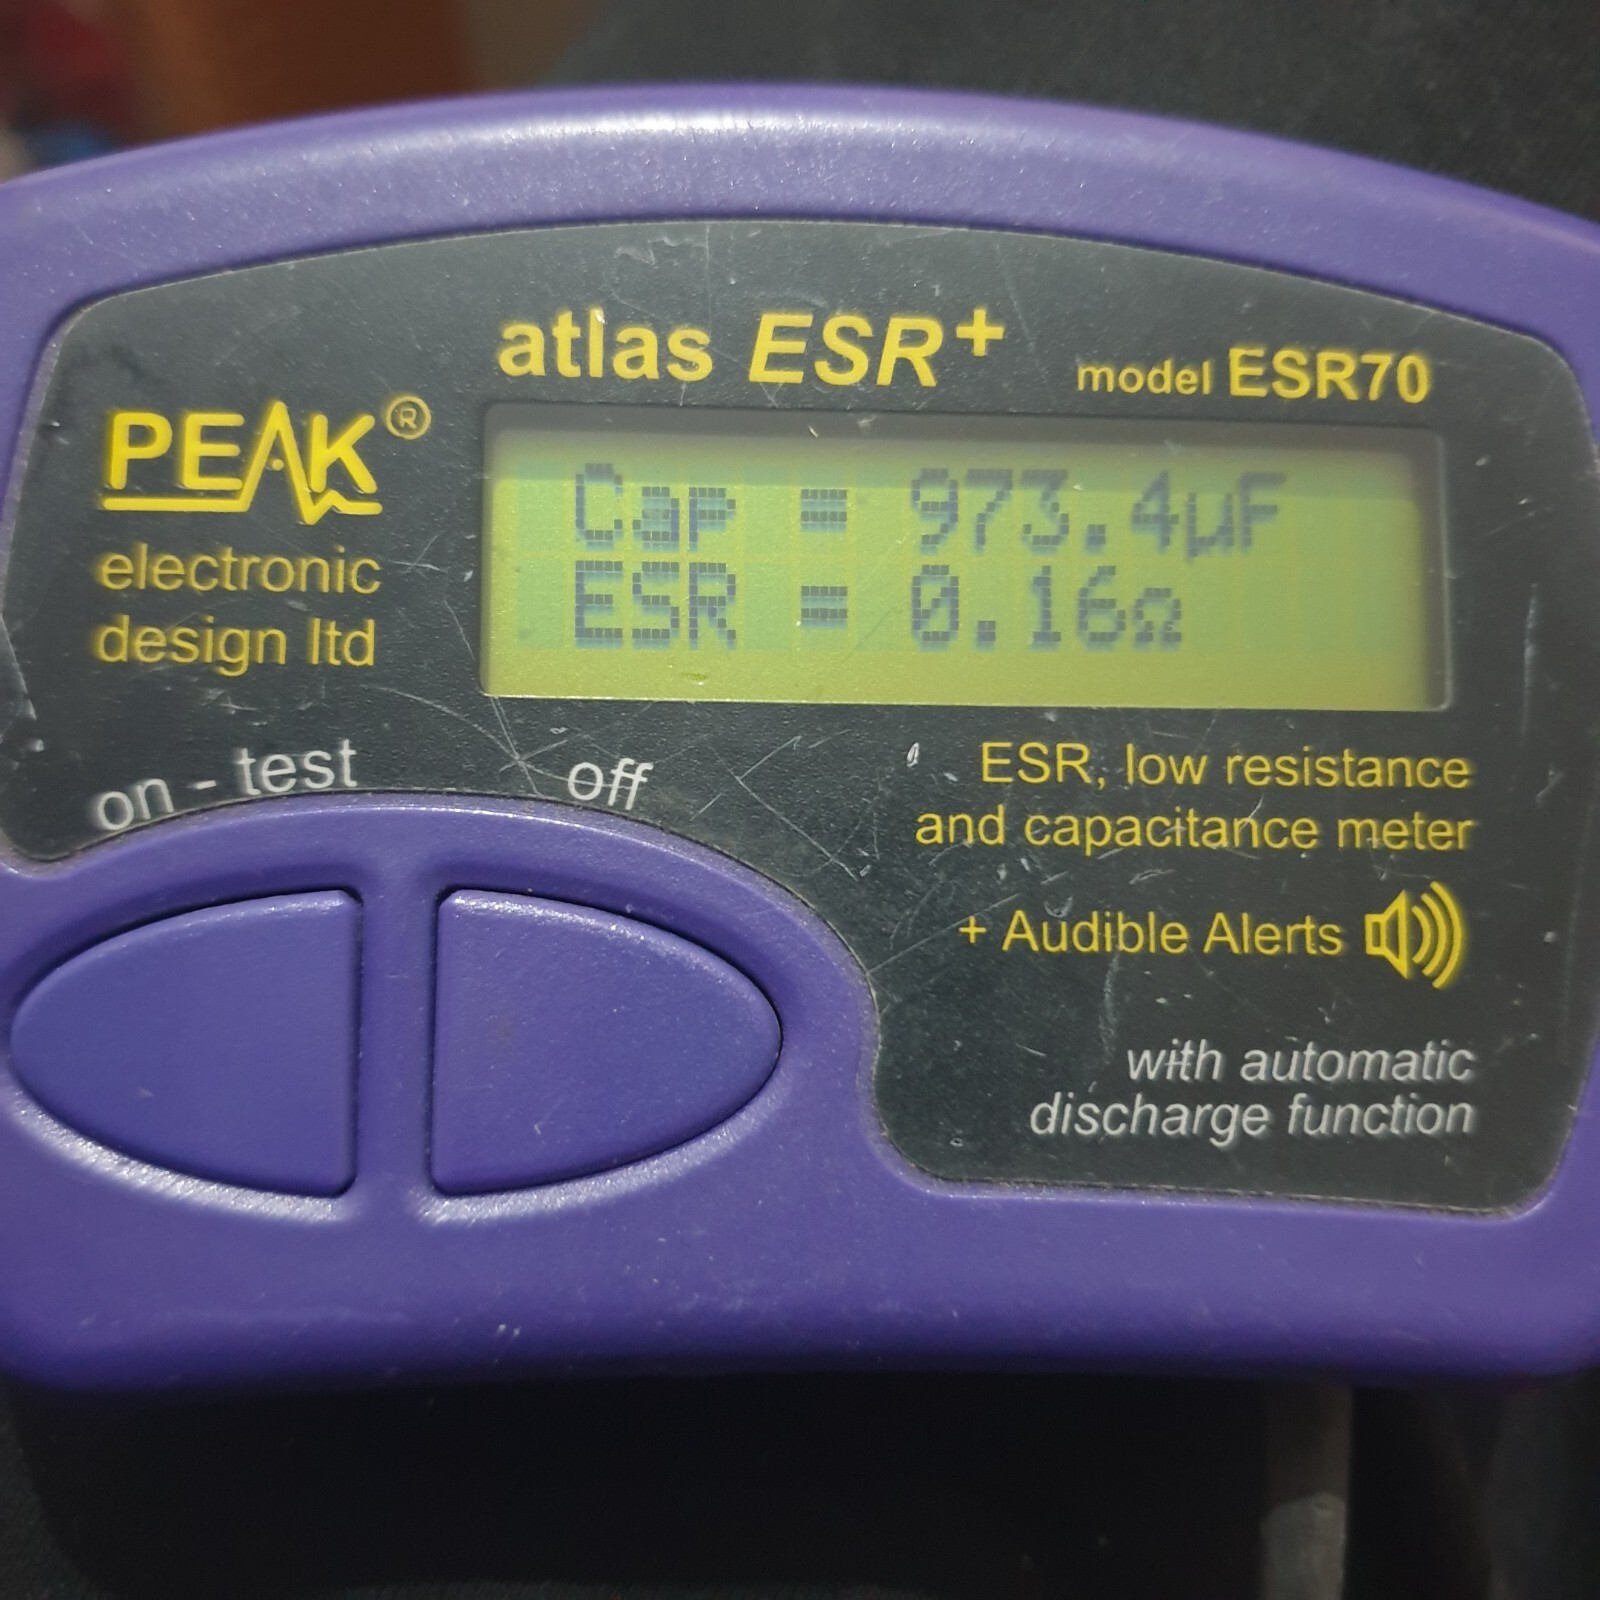 atlas ESR+ model ESR70
PEAK®
electronic
design ltd
Cap = 973.4µF
ESR = 0.16Ω
on - test off
ESR, low resistance
and capacitance meter
+ Audible Alerts
with automatic
discharge function